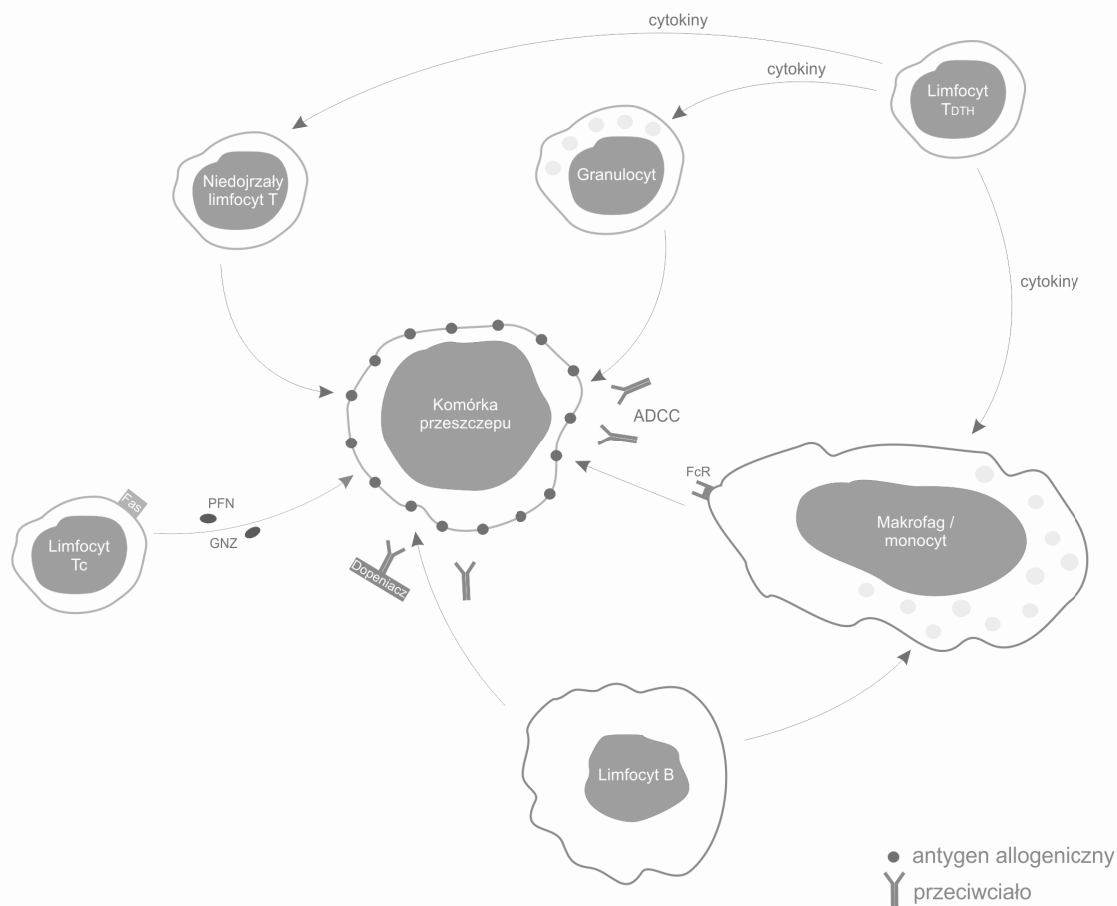 cytokiny
cytokiny
Limfocyt
TDTH
Niedojrzały
limfocyt T
Granulocyt
cytokiny
Komórka
przeszczepu
ADCC
FcR
Fas
PFN
GNZ
Limfocyt
Tc
Makrofag /
monocyt
Dopeniacz
Limfocyt B
antygen allogeniczny
przeciwciało